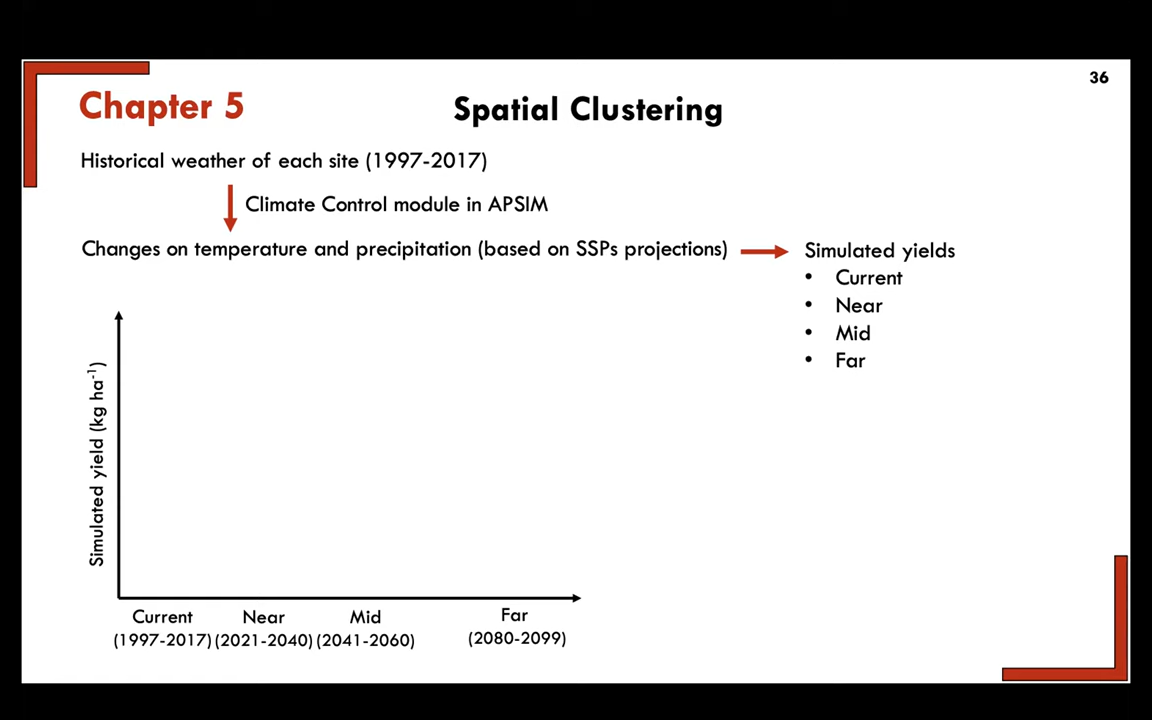 36
Chapter 5
Spatial Clustering
Historical weather of each site (1997-2017)
Climate Control module in APSIM
Changes on temperature and precipitation (based on SSPs projections)
Simulated yields
• Current
• Near
• Mid
• Far
Simulated yield (kg ha⁻¹)
Current Near Mid Far
(1997-2017) (2021-2040) (2041-2060) (2080-2099)